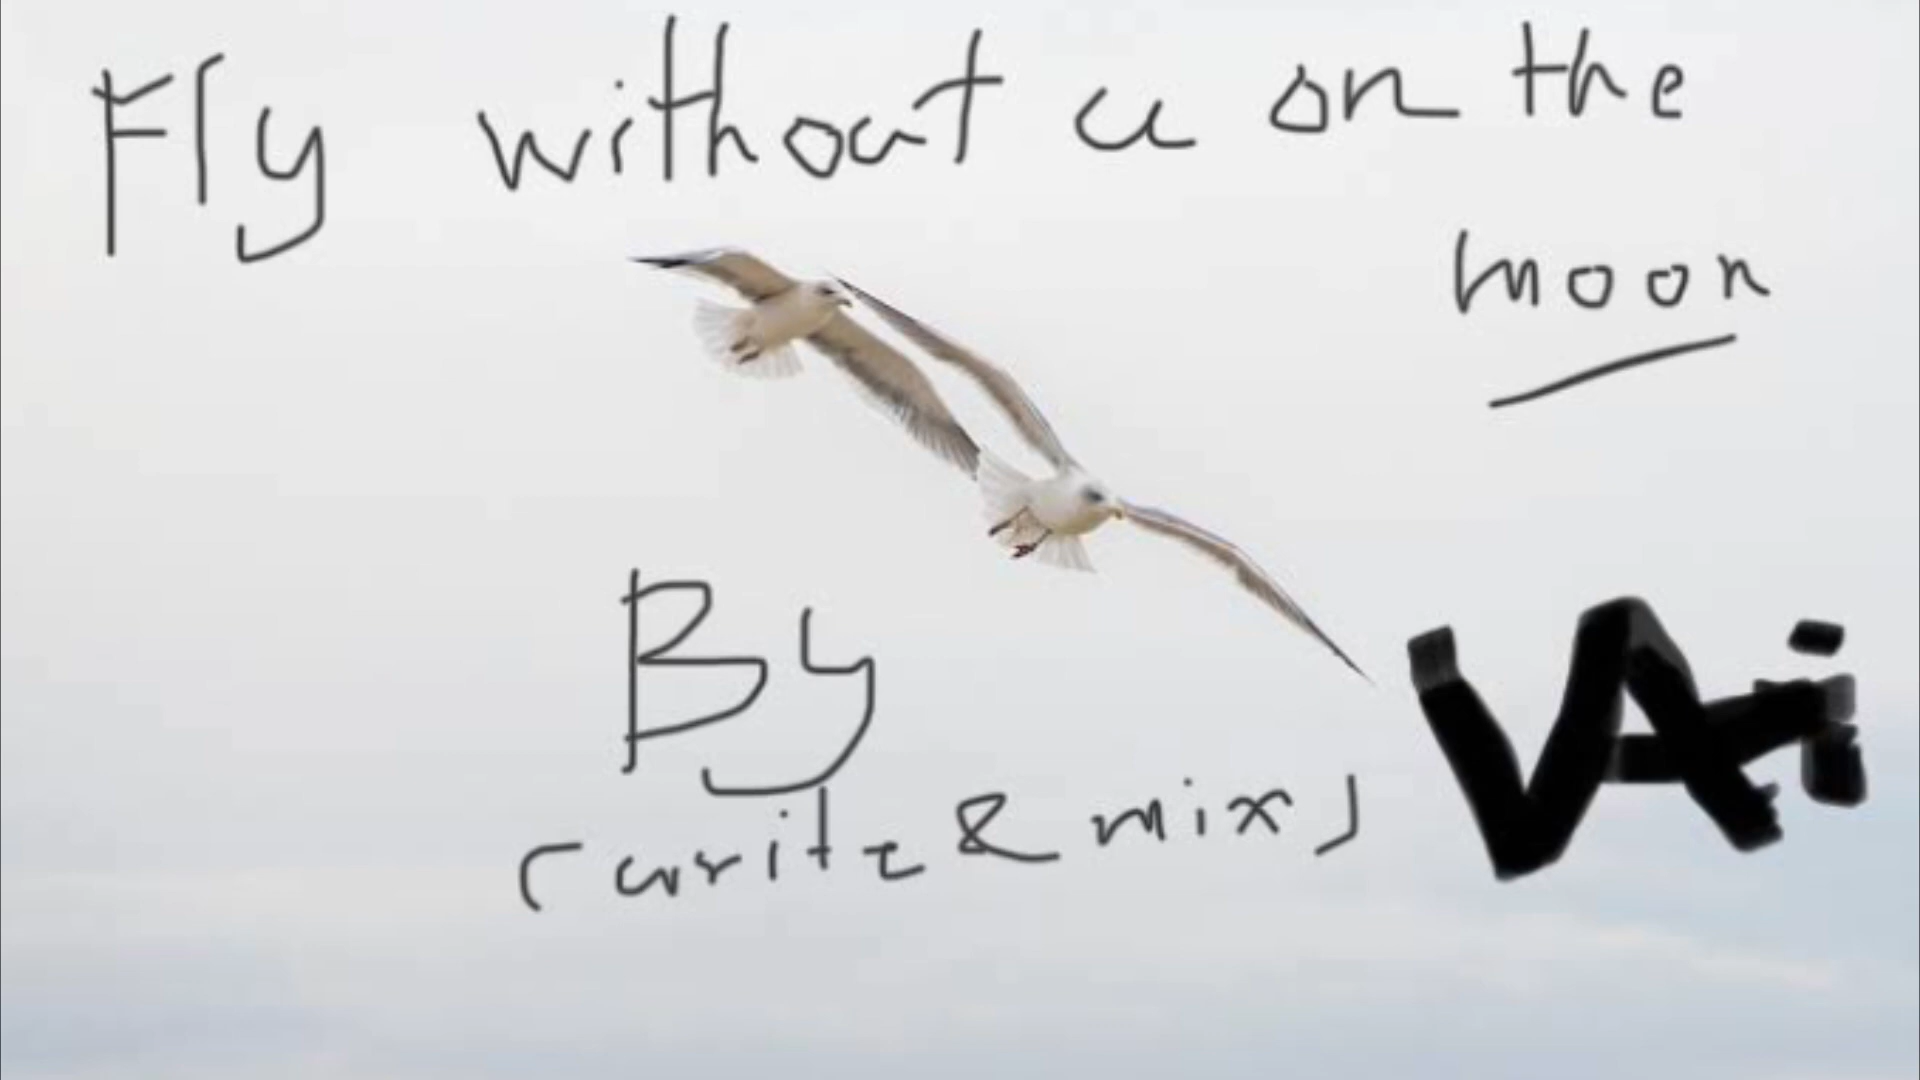 Fly without u on the
moon
By
(write & mix) VAi